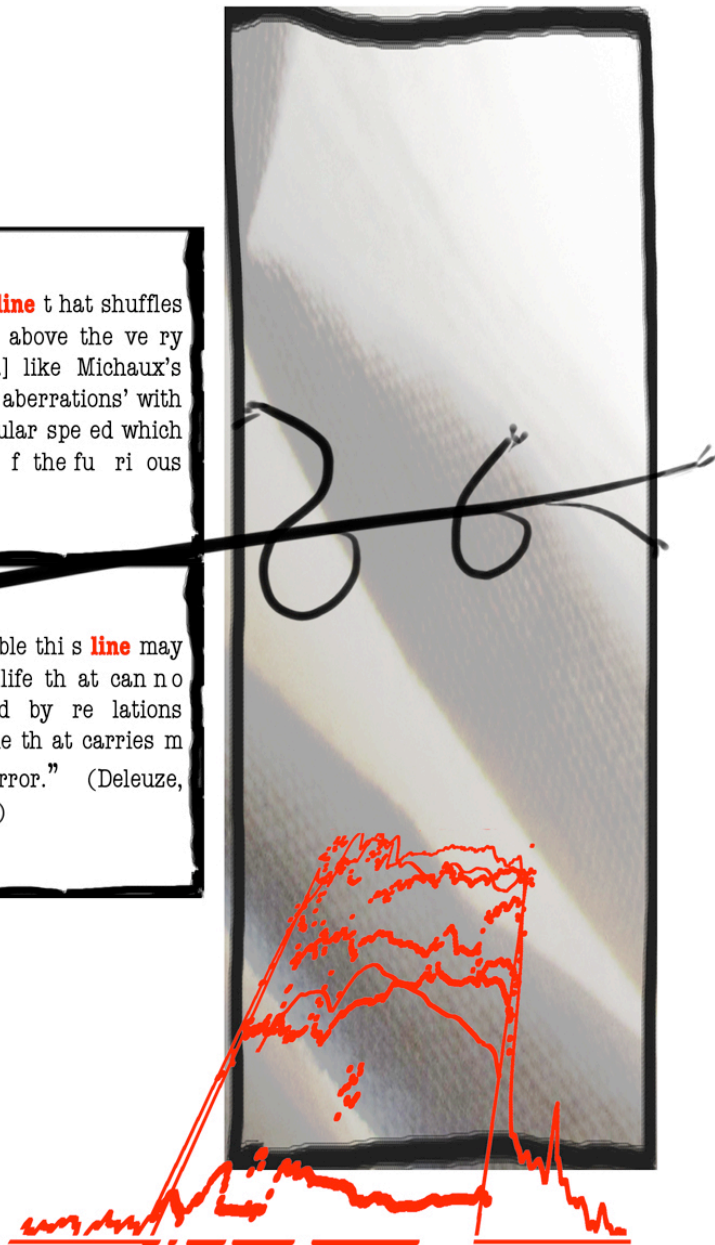 line t hat shuffles
above the ve ry
] like Michaux’s
aberrations’ with
ular spe ed which
f the fu ri ous
ble thi s line may
life th at can n o
d by re lations
e th at carries m
rror.” (Deleuze,
)